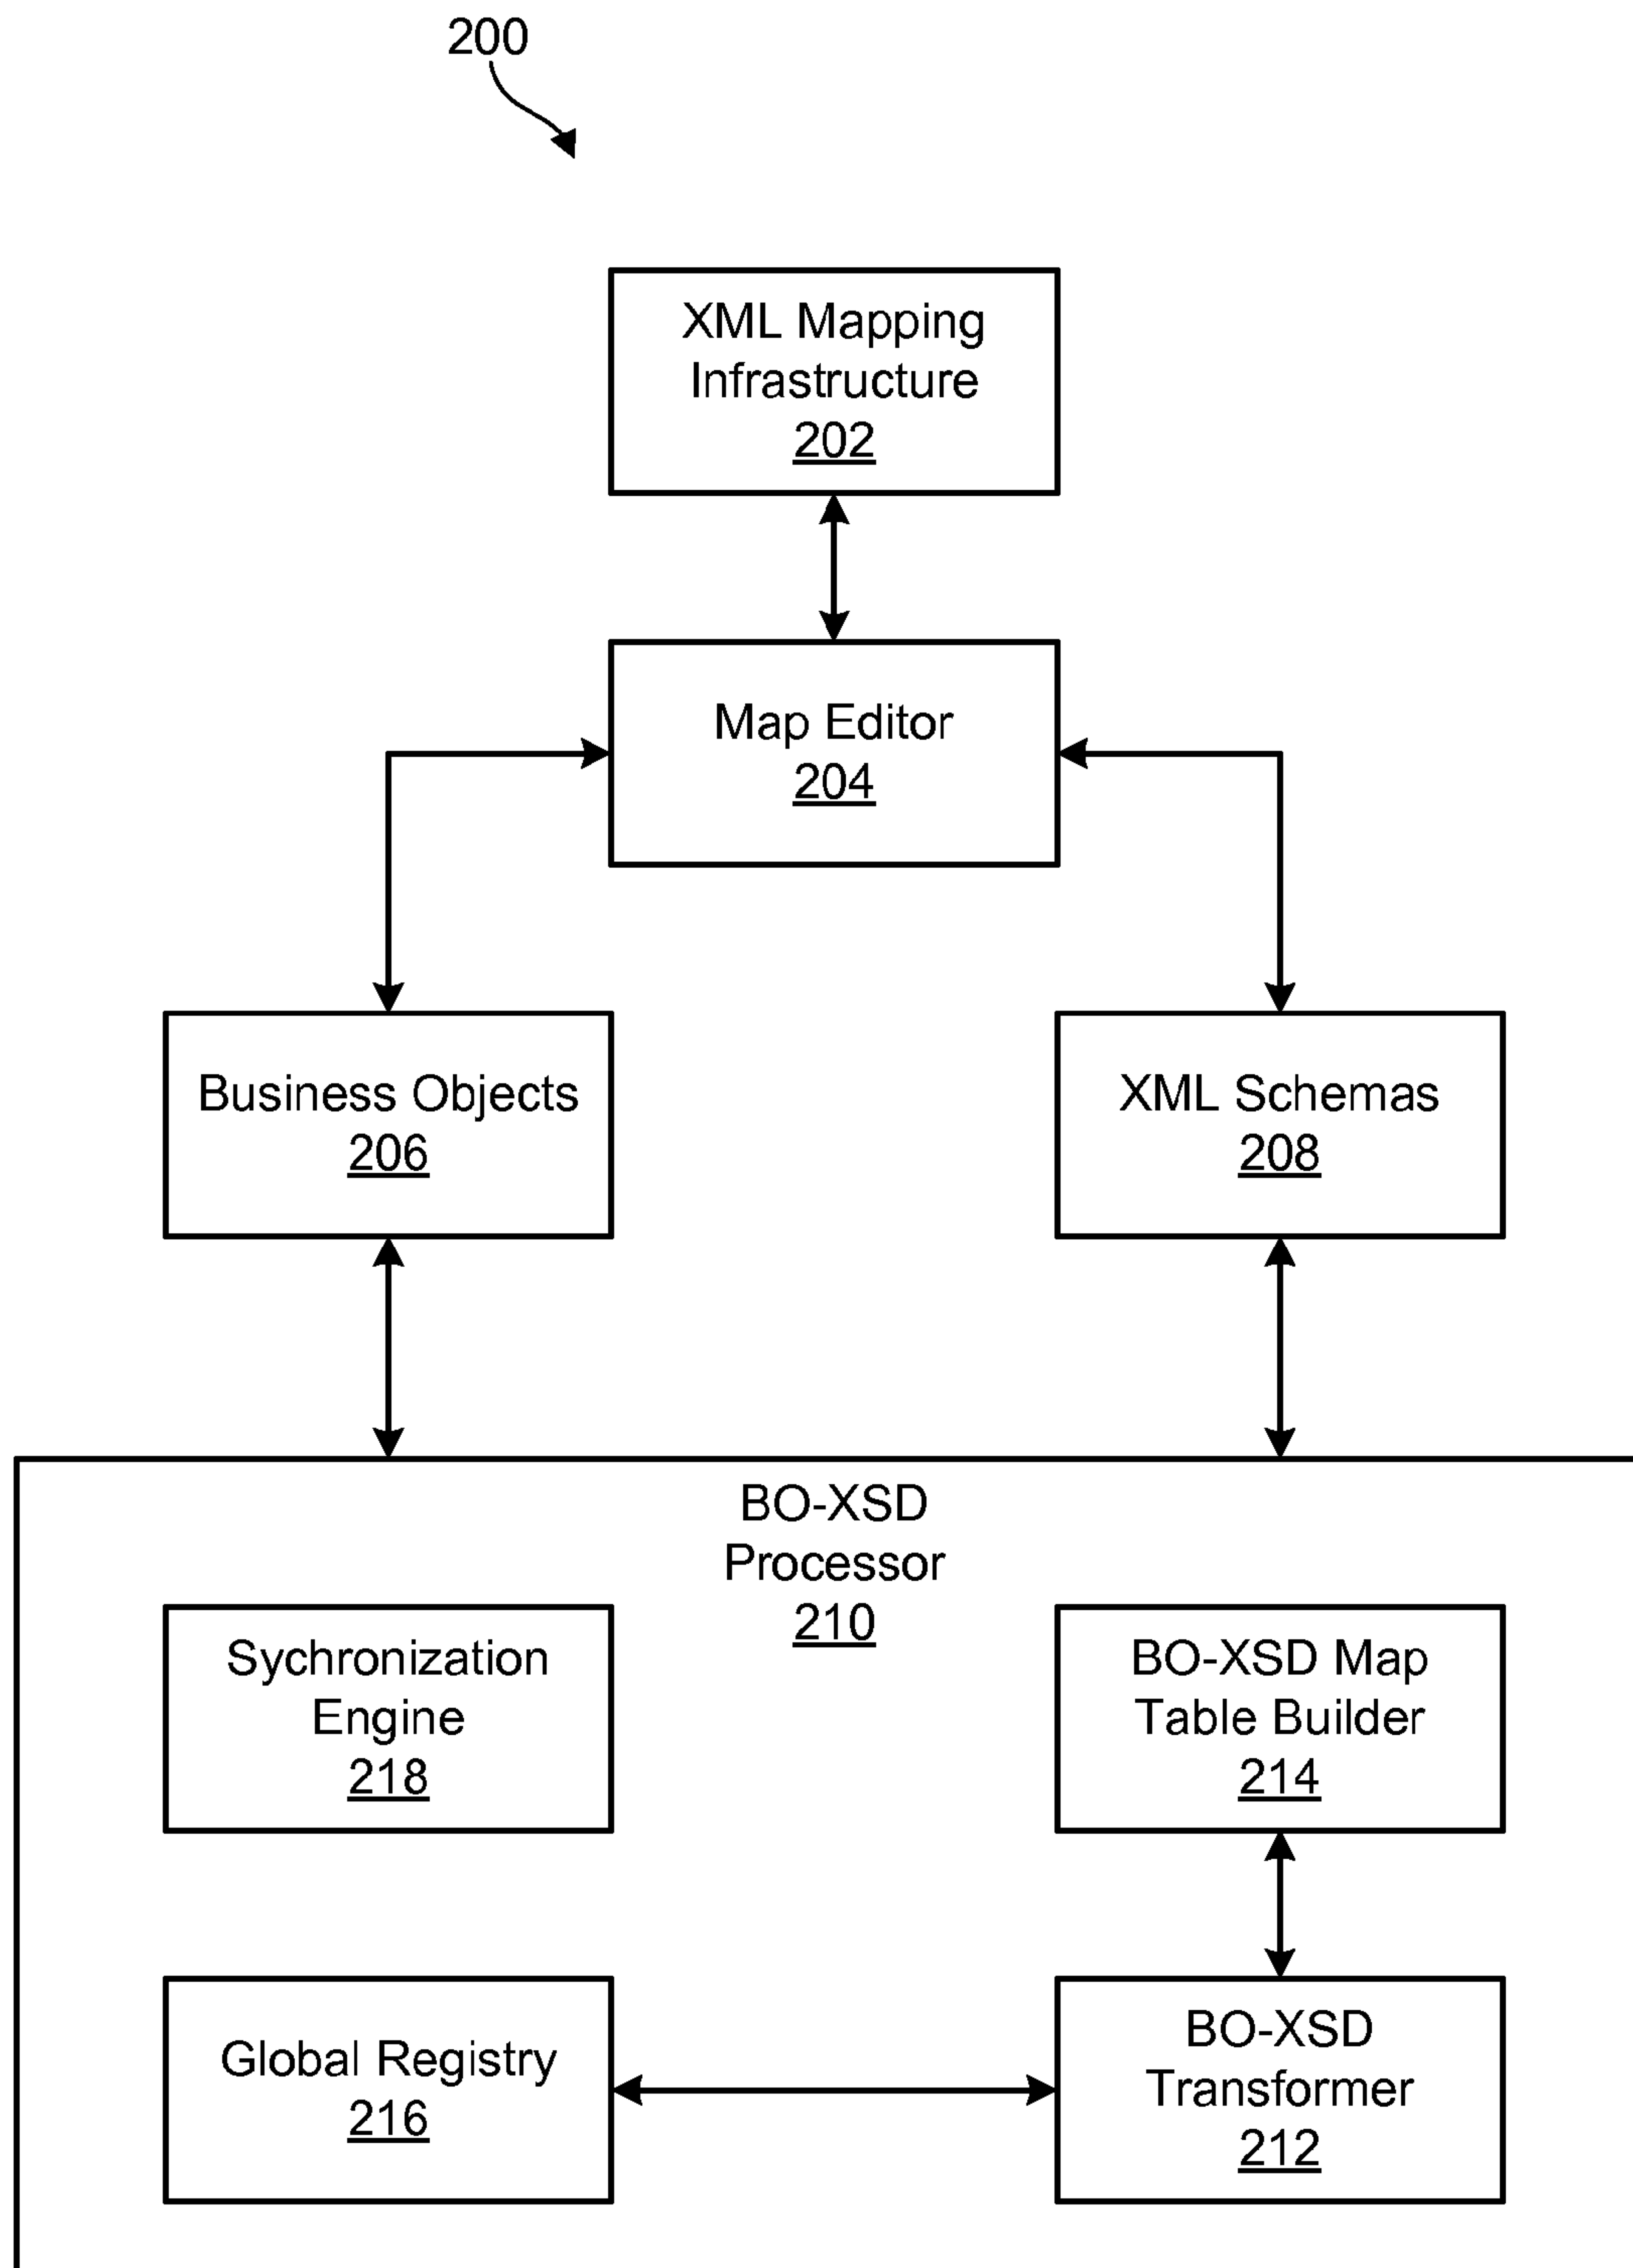 200
XML Mapping
Infrastructure
202
Map Editor
204
Business Objects
206
XML Schemas
208
BO-XSD
Processor
210
Sychronization
Engine
218
BO-XSD Map
Table Builder
214
Global Registry
216
BO-XSD
Transformer
212